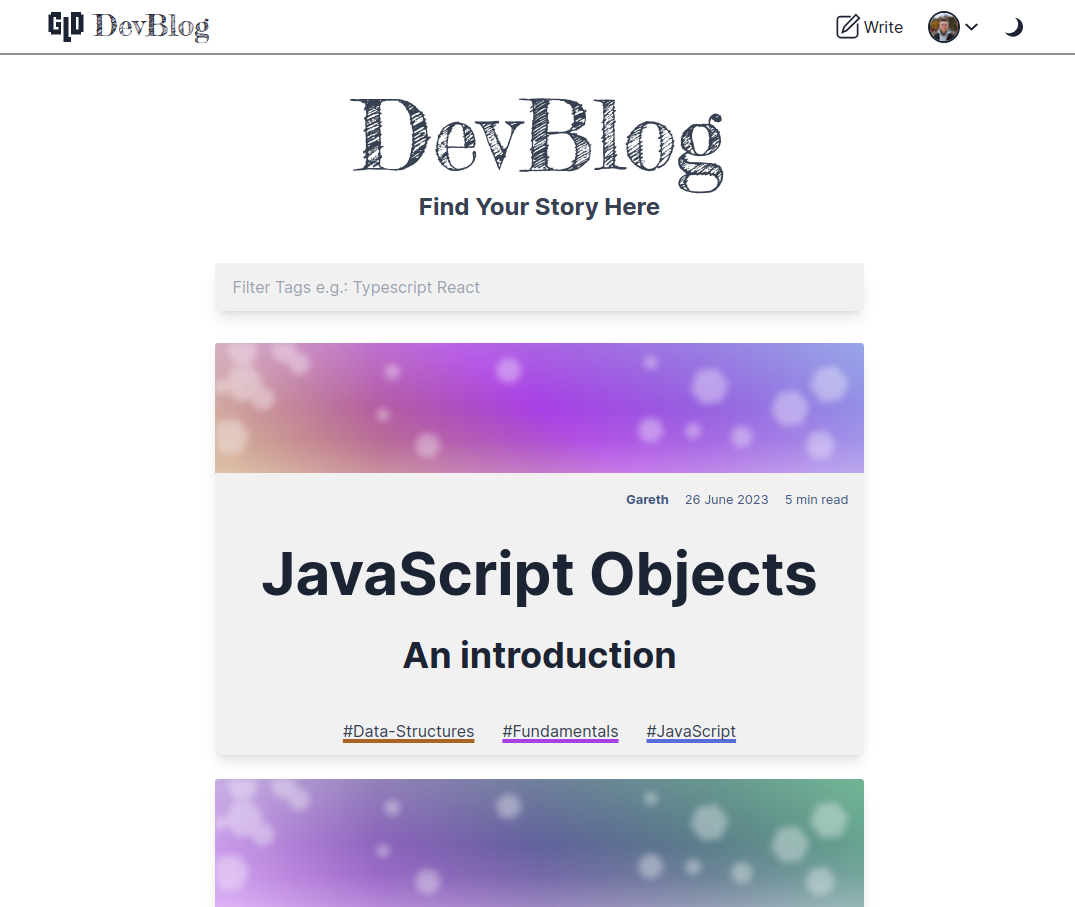 GLD DevBlog
Write
DevBlog
Find Your Story Here
Filter Tags e.g.: Typescript React
Gareth 26 June 2023 5 min read
JavaScript Objects
An introduction
#Data-Structures #Fundamentals #JavaScript